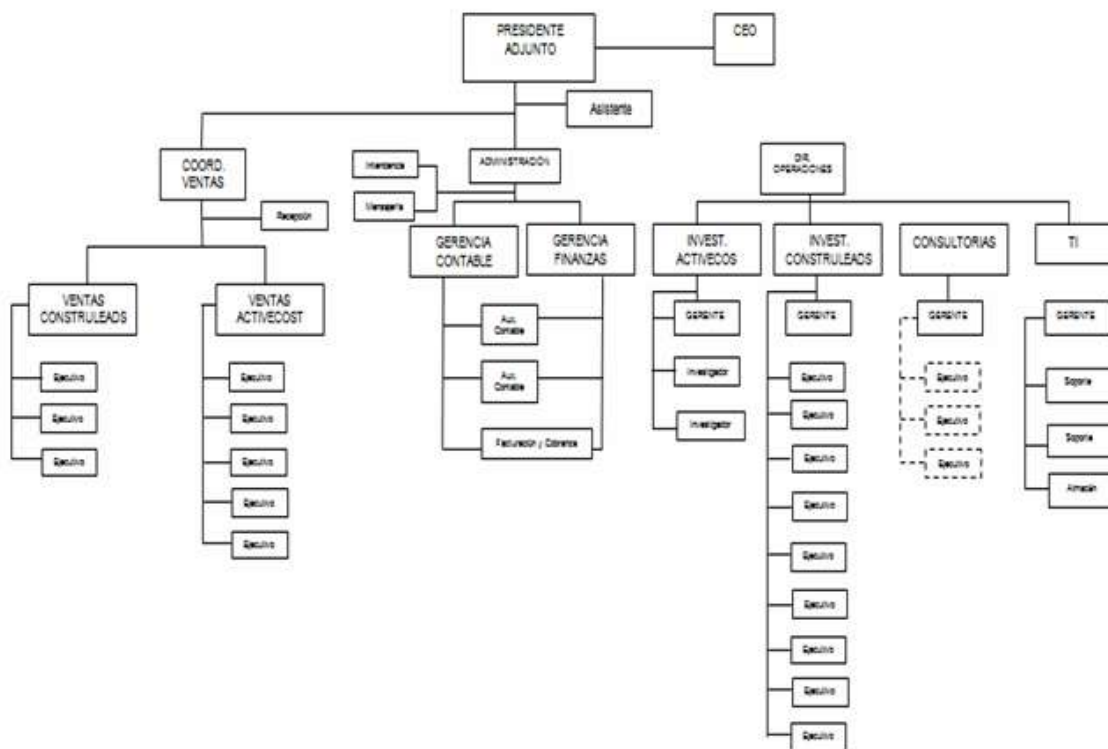 PRESIDENTE
ADJUNTO
CEO
Asistente
COORD.
VENTAS
Intendencia
ADMINISTRACIÓN
DIR.
OPERACIONES
Mensajería
Recepción
GERENCIA
CONTABLE
GERENCIA
FINANZAS
INVEST.
ACTIVECOS
INVEST.
CONSTRULEADS
CONSULTORIAS
TI
VENTAS
CONSTRULEADS
VENTAS
ACTIVECOST
Aux.
Contable
GERENTE
GERENTE
GERENTE
GERENTE
Ejecutivo
Ejecutivo
Aux.
Contable
Investigador
Ejecutivo
Ejecutivo
Soporte
Ejecutivo
Ejecutivo
Ejecutivo
Ejecutivo
Facturación y Cobranza
Investigador
Soporte
Ejecutivo
Ejecutivo
Ejecutivo
Ejecutivo
Almacén
Ejecutivo
Ejecutivo
Ejecutivo
Ejecutivo
Ejecutivo
Ejecutivo
Ejecutivo
Ejecutivo